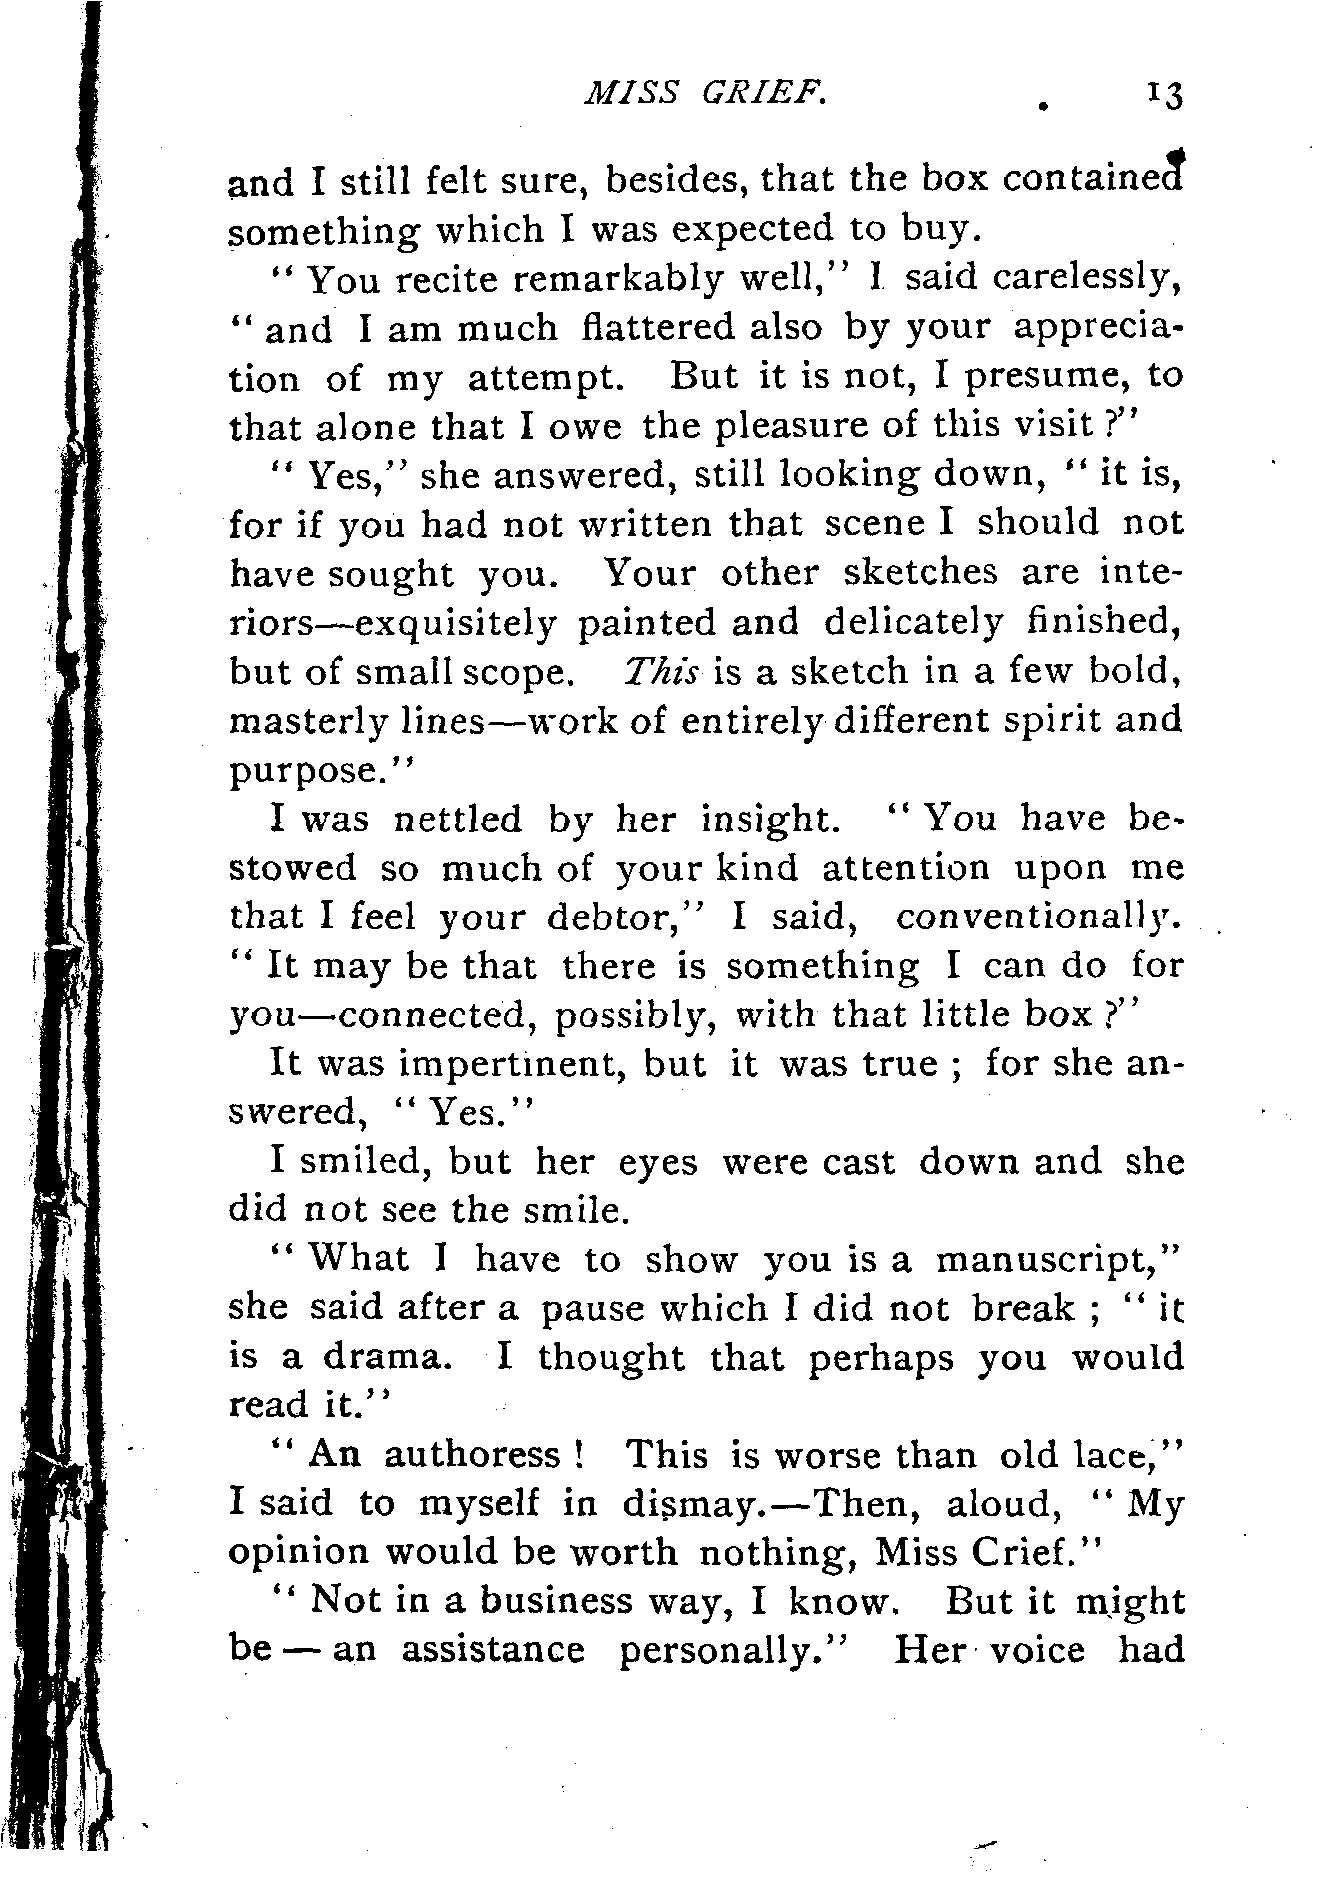 MISS GRIEF. 13
and I still felt sure, besides, that the box contained
something which I was expected to buy.
“ You recite remarkably well,” I said carelessly,
“ and I am much flattered also by your apprecia-
tion of my attempt. But it is not, I presume, to
that alone that I owe the pleasure of this visit ?”
“ Yes,” she answered, still looking down, “ it is,
for if you had not written that scene I should not
have sought you. Your other sketches are inte-
riors—exquisitely painted and delicately finished,
but of small scope. This is a sketch in a few bold,
masterly lines—work of entirely different spirit and
purpose.”
I was nettled by her insight. “ You have be-
stowed so much of your kind attention upon me
that I feel your debtor,” I said, conventionally.
“ It may be that there is something I can do for
you—connected, possibly, with that little box ?”
It was impertinent, but it was true ; for she an-
swered, “ Yes.”
I smiled, but her eyes were cast down and she
did not see the smile.
“ What I have to show you is a manuscript,”
she said after a pause which I did not break ; “ it
is a drama. I thought that perhaps you would
read it.”
“ An authoress ! This is worse than old lace,”
I said to myself in dismay.—Then, aloud, “ My
opinion would be worth nothing, Miss Crief.”
“ Not in a business way, I know. But it might
be — an assistance personally.” Her voice had